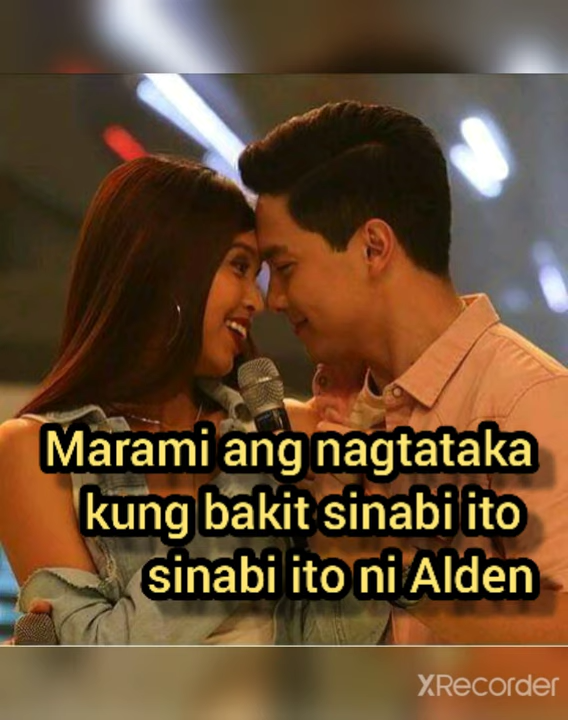 Marami ang nagtataka
kung bakit sinabi ito
sinabi ito ni Alden
XRecorder